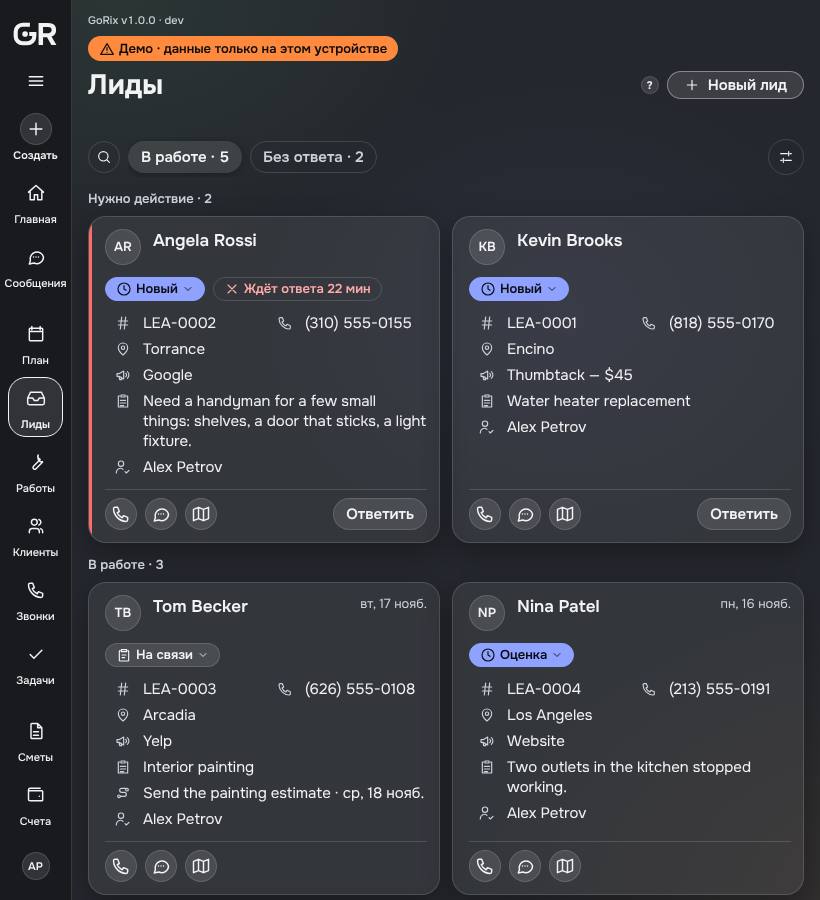 GR
GoRix v1.0.0 · dev
Демо · данные только на этом устройстве
Лиды
?
Новый лид
Создать
Главная
Сообщения
План
Лиды
Работы
Клиенты
Звонки
Задачи
Сметы
Счета
AP
В работе · 5
Без ответа · 2
Нужно действие · 2
AR
Angela Rossi
Новый
Ждёт ответа 22 мин
LEA-0002
(310) 555-0155
Torrance
Google
Need a handyman for a few small
things: shelves, a door that sticks, a light
fixture.
Alex Petrov
Ответить
KB
Kevin Brooks
Новый
LEA-0001
(818) 555-0170
Encino
Thumbtack — $45
Water heater replacement
Alex Petrov
Ответить
В работе · 3
TB
Tom Becker
вт, 17 нояб.
На связи
LEA-0003
(626) 555-0108
Arcadia
Yelp
Interior painting
Send the painting estimate · ср, 18 нояб.
Alex Petrov
NP
Nina Patel
пн, 16 нояб.
Оценка
LEA-0004
(213) 555-0191
Los Angeles
Website
Two outlets in the kitchen stopped
working.
Alex Petrov